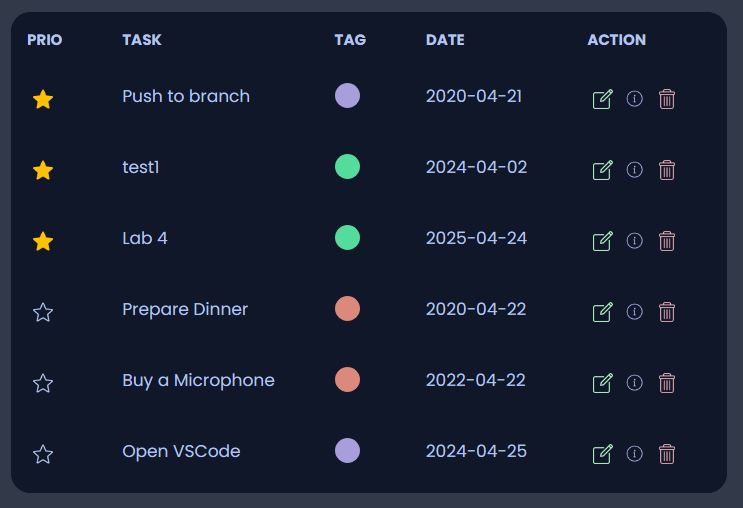 PRIO TASK TAG DATE ACTION
Push to branch 2020-04-21
test1 2024-04-02
Lab 4 2025-04-24
Prepare Dinner 2020-04-22
Buy a Microphone 2022-04-22
Open VSCode 2024-04-25